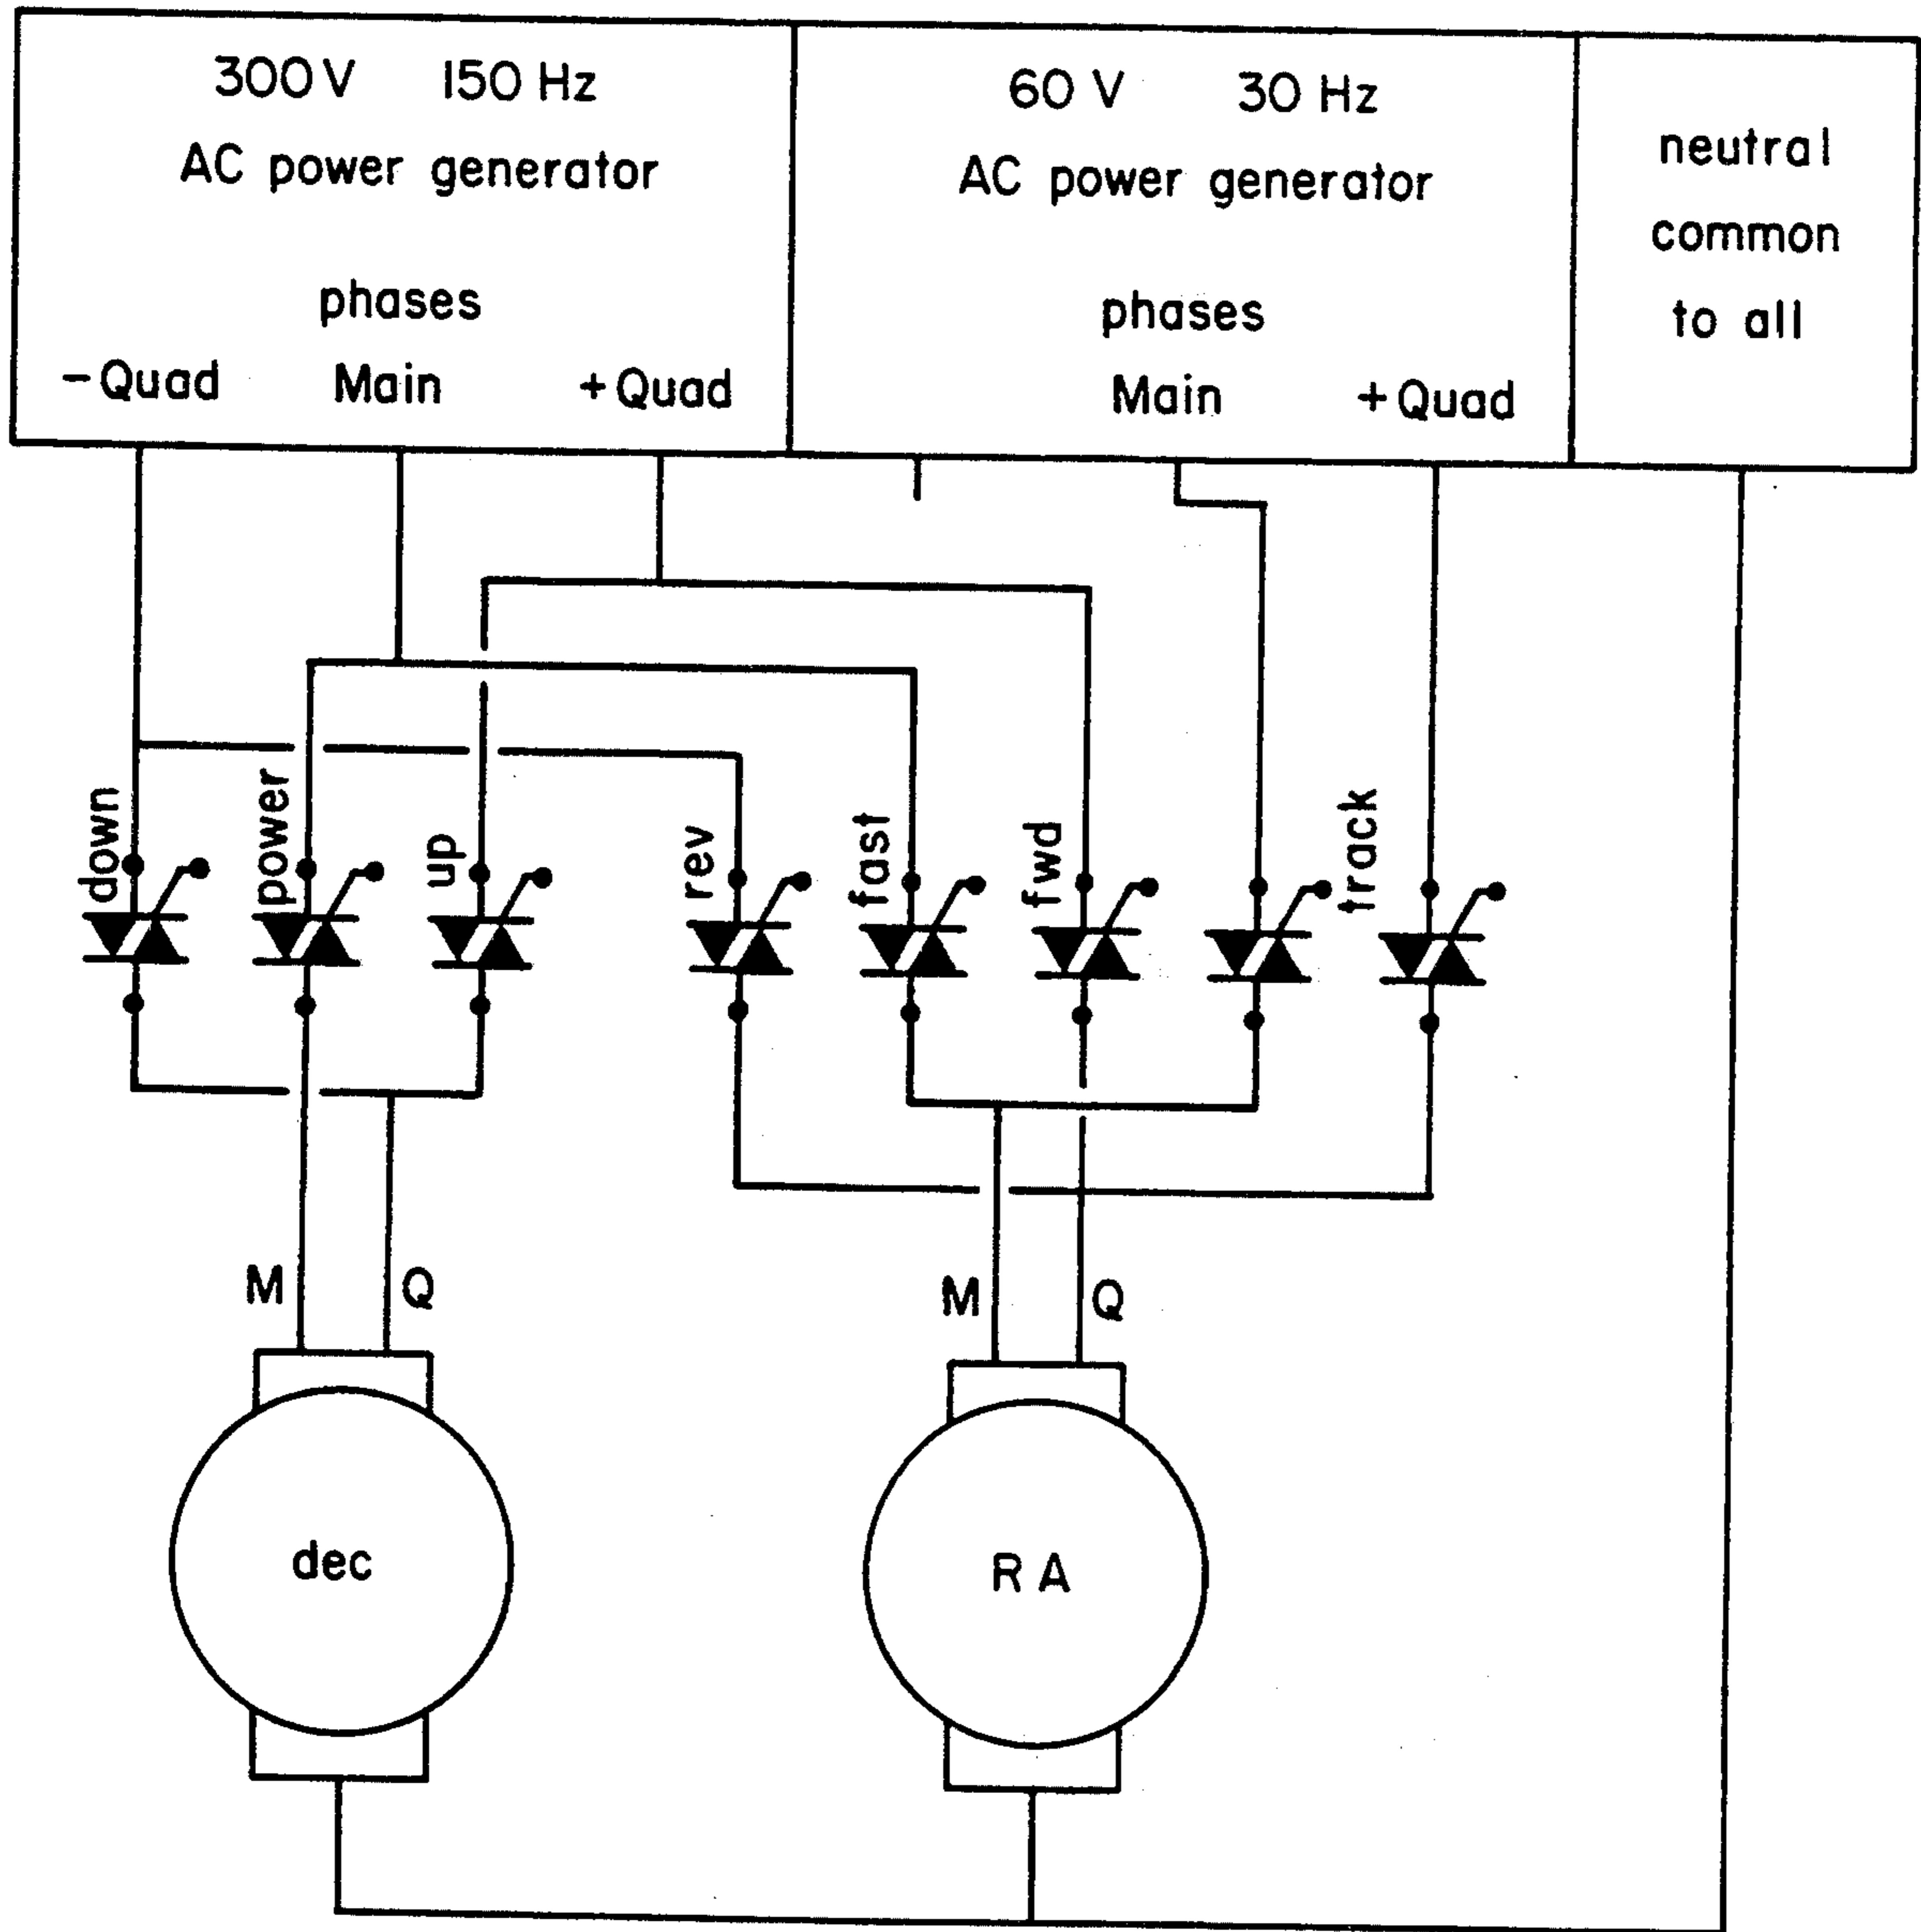 300 V 150 Hz
AC power generator
phases
-Quad Main +Quad
60 V 30 Hz
AC power generator
phases
Main +Quad
neutral
common
to all
down
power
up
rev
fast
fwd
track
M Q
M Q
dec
RA